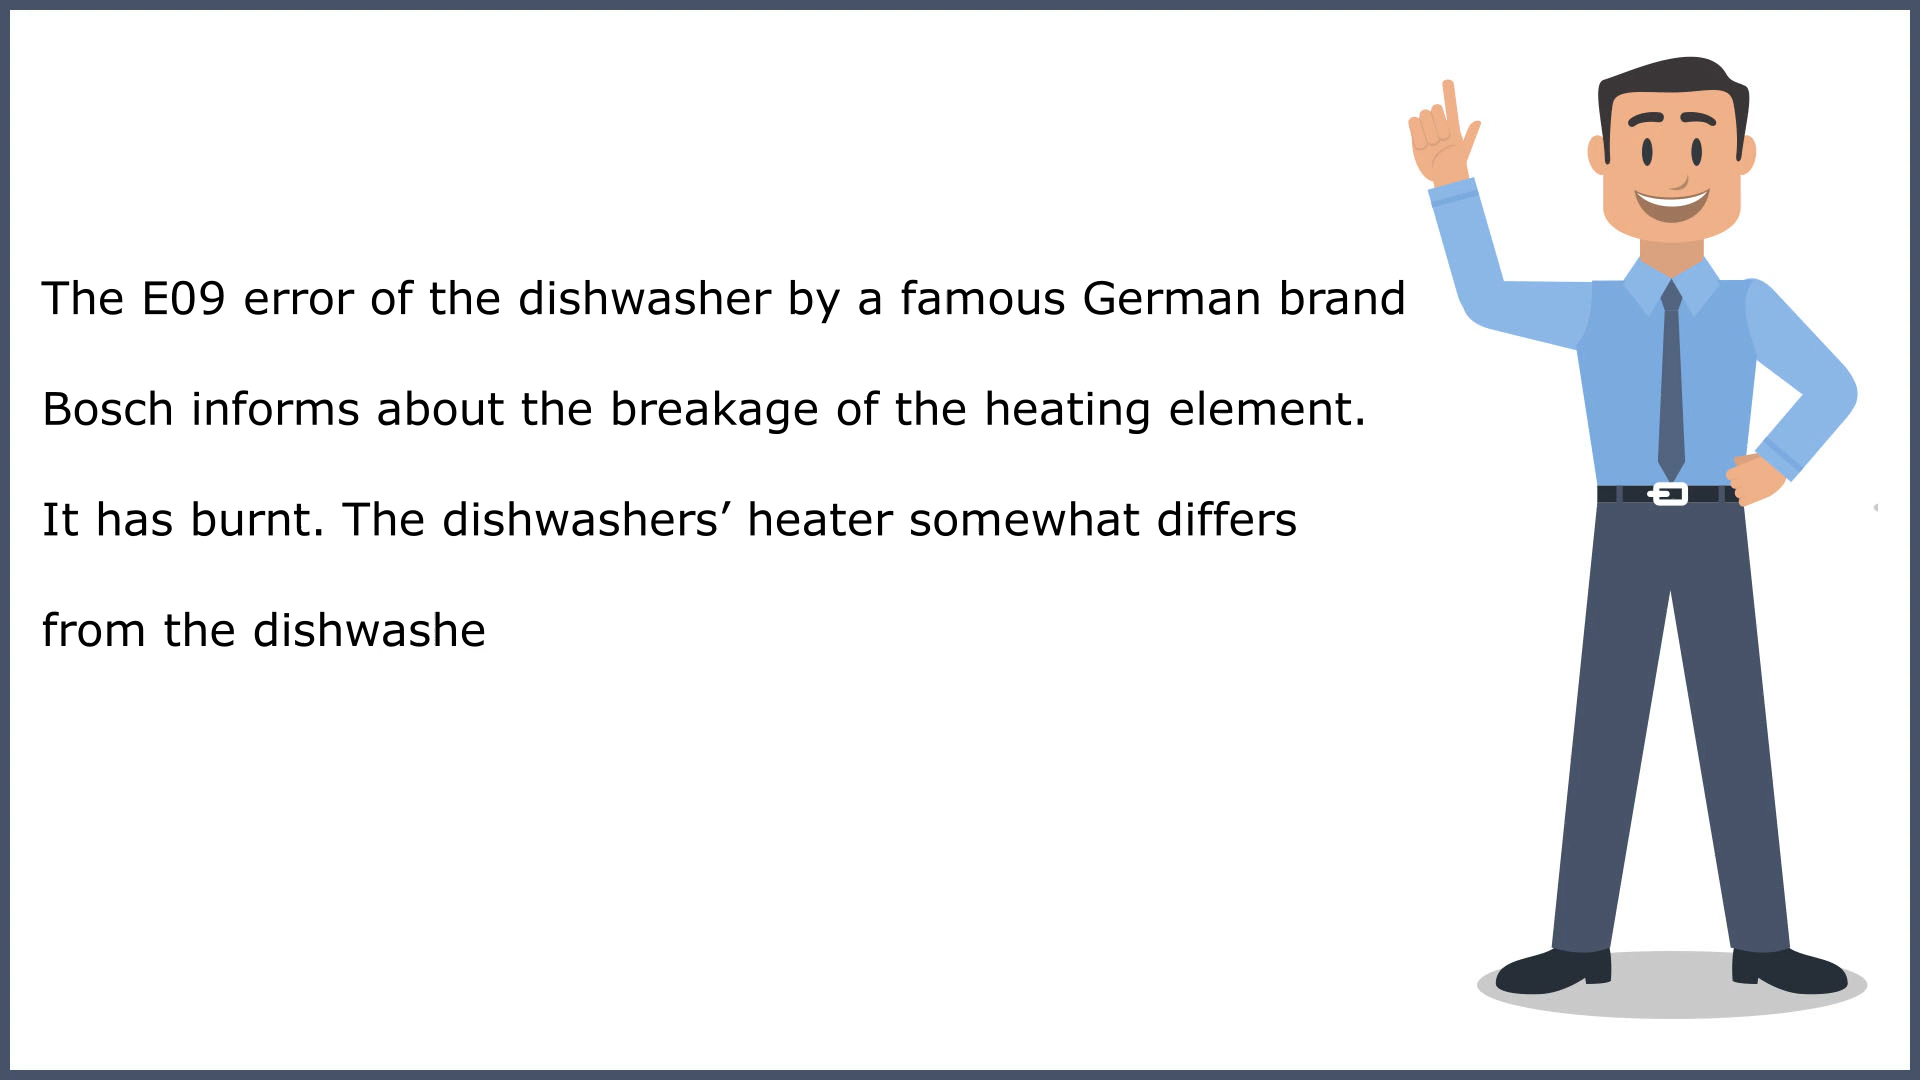 The E09 error of the dishwasher by a famous German brand
Bosch informs about the breakage of the heating element.
It has burnt. The dishwashers’ heater somewhat differs
from the dishwashe